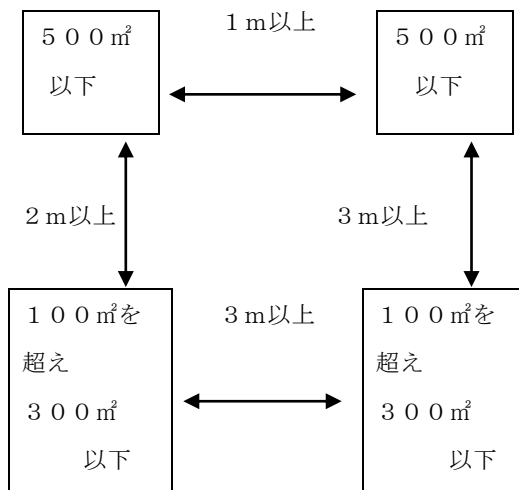 ５００㎡
以下
１ｍ以上
５００㎡
以下
２ｍ以上
３ｍ以上
１００㎡を
超え
３００㎡
以下
３ｍ以上
１００㎡を
超え
３００㎡
以下